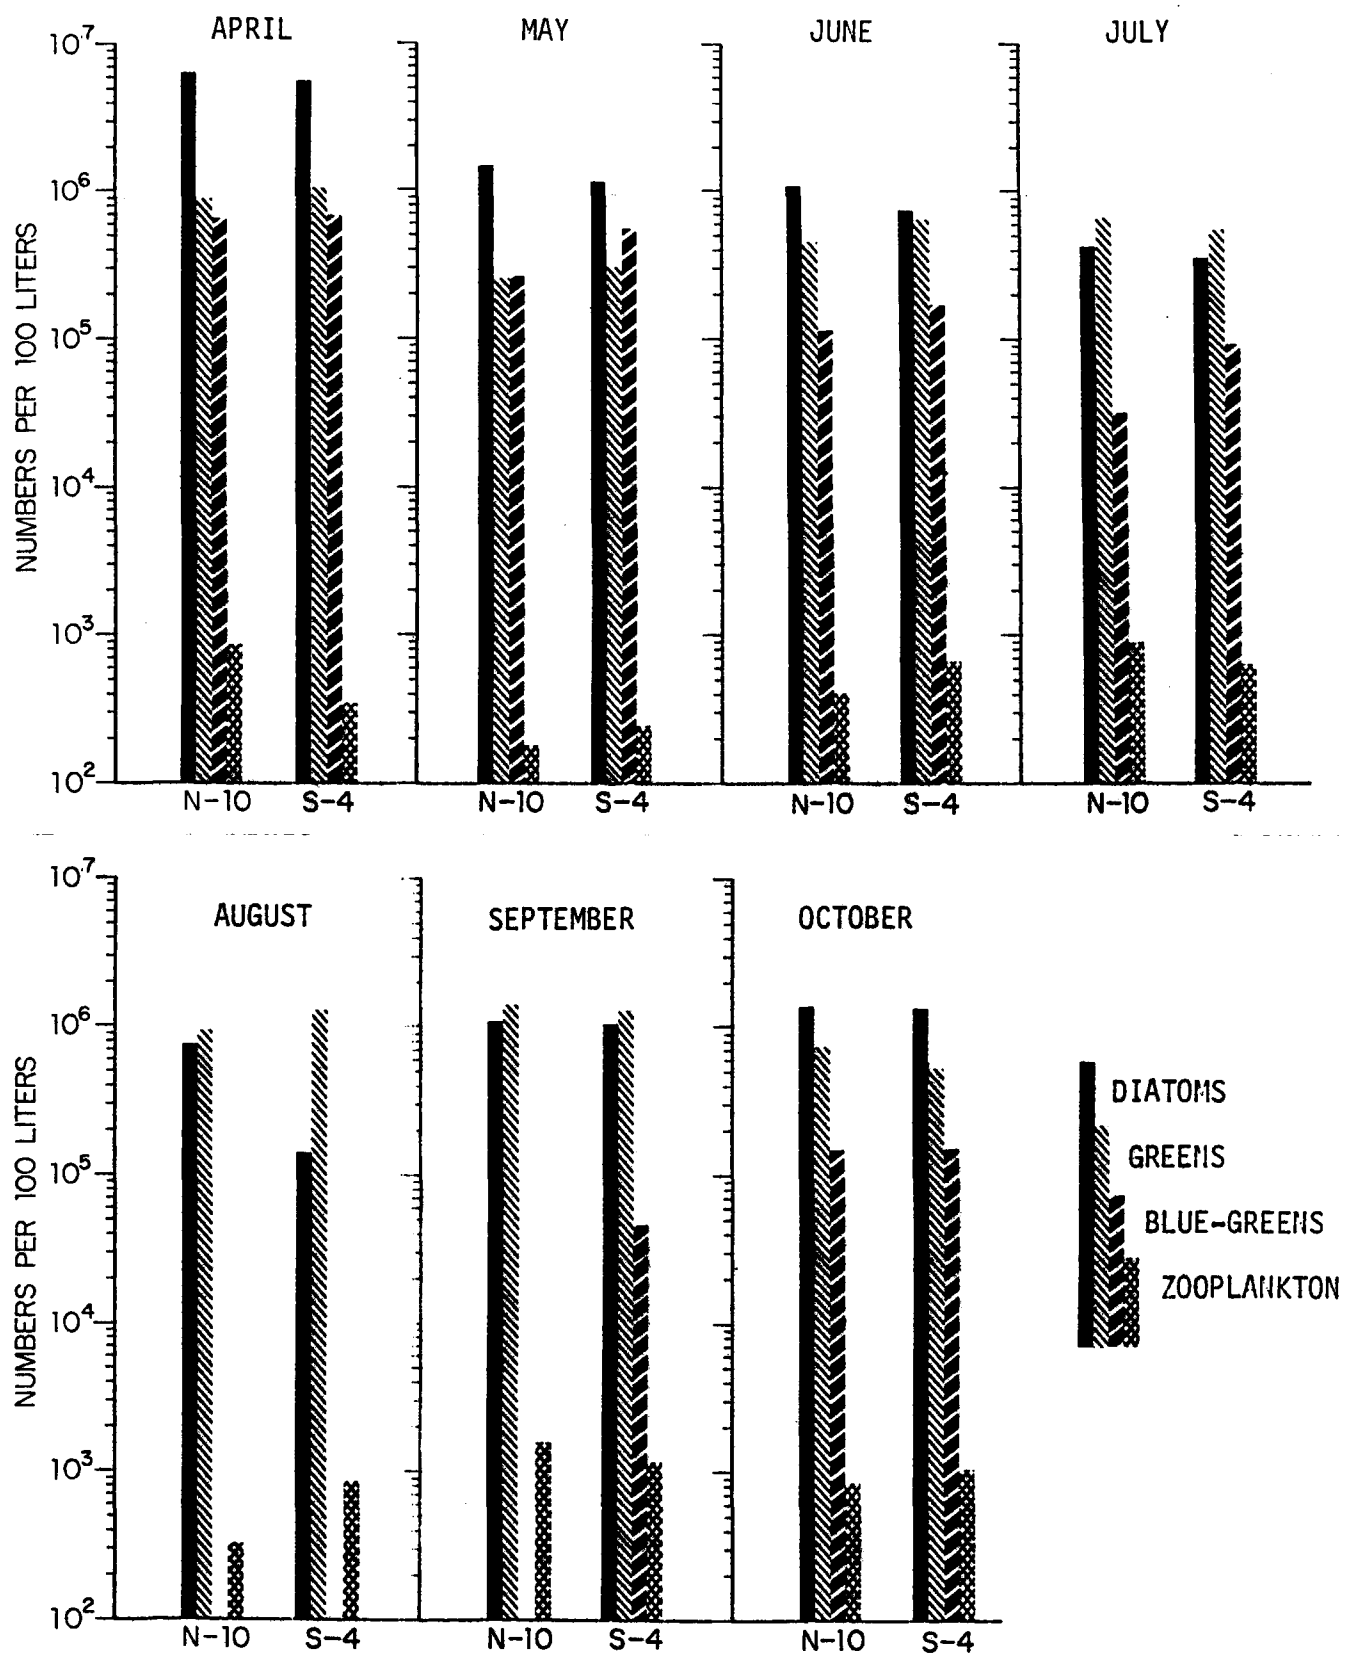 APRIL MAY JUNE JULY
10^7
10^6
10^5
10^4
10^3
10^2
NUMBERS PER 100 LITERS
N-10 S-4 N-10 S-4 N-10 S-4 N-10 S-4
AUGUST SEPTEMBER OCTOBER
10^7
10^6
10^5
10^4
10^3
10^2
NUMBERS PER 100 LITERS
N-10 S-4 N-10 S-4 N-10 S-4
DIATOMS
GREENS
BLUE-GREENS
ZOOPLANKTON